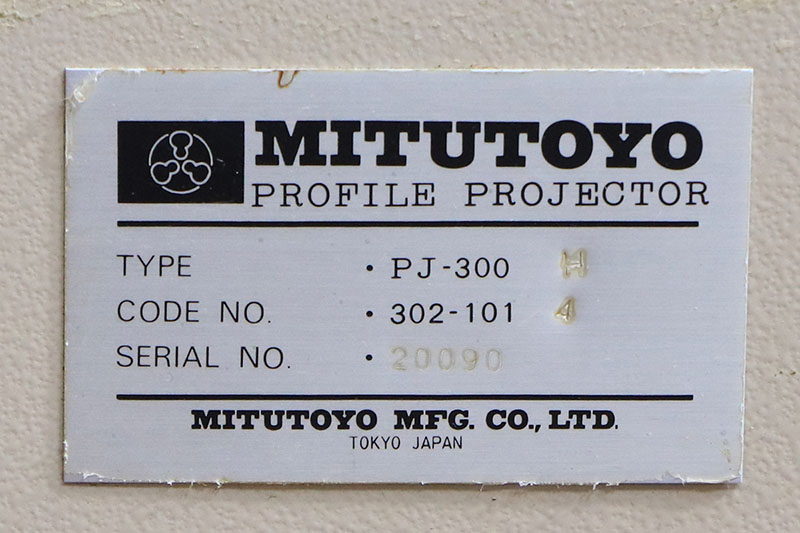 MITUTOYO
PROFILE PROJECTOR
TYPE · PJ-300 H
CODE NO. · 302-101 4
SERIAL NO. · 20090
MITUTOYO MFG. CO., LTD.
TOKYO JAPAN